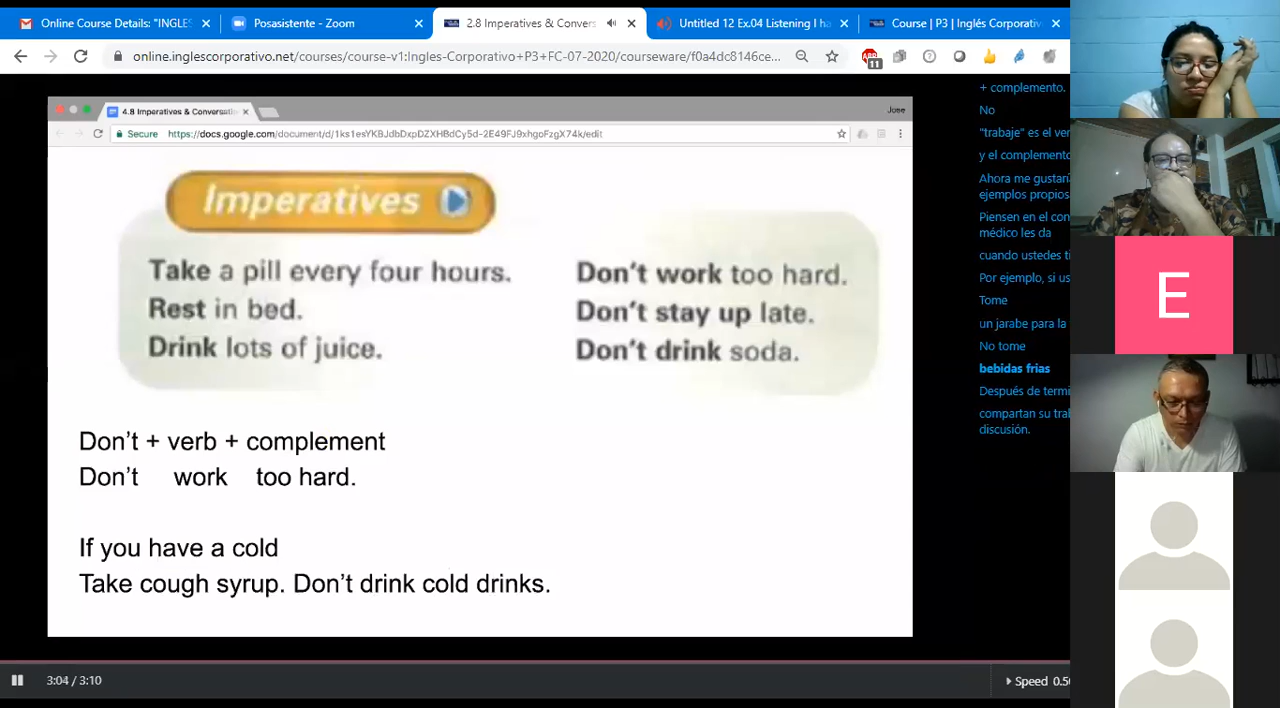 Online Course Details: "INGLES
Posasistente - Zoom
2.8 Imperatives & Convers
Untitled 12 Ex.04 Listening I ha
Course | P3 | Inglés Corporativ
online.inglescorporativo.net/courses/course-v1:Ingles-Corporativo+P3+FC-07-2020/courseware/f0a4dc8146ce...
11
4.8 Imperatives & Conversati
Jose
Secure https://docs.google.com/document/d/1ks1esYKBJdbDxpDZXHBdCy5d-2E49FJ9xhgoFzgX74k/edit
Imperatives
Take a pill every four hours.
Rest in bed.
Drink lots of juice.
Don't work too hard.
Don't stay up late.
Don't drink soda.
Don't + verb + complement
Don't work too hard.
If you have a cold
Take cough syrup. Don't drink cold drinks.
+ complemento.
No
"trabaje" es el ver
y el complemento
Ahora me gustarí
ejemplos propios
Piensen en el con
médico les da
cuando ustedes ti
Por ejemplo, si us
Tome
un jarabe para la
No tome
bebidas frias
Después de termi
compartan su tral
discusión.
3:04 / 3:10
Speed 0.50
E